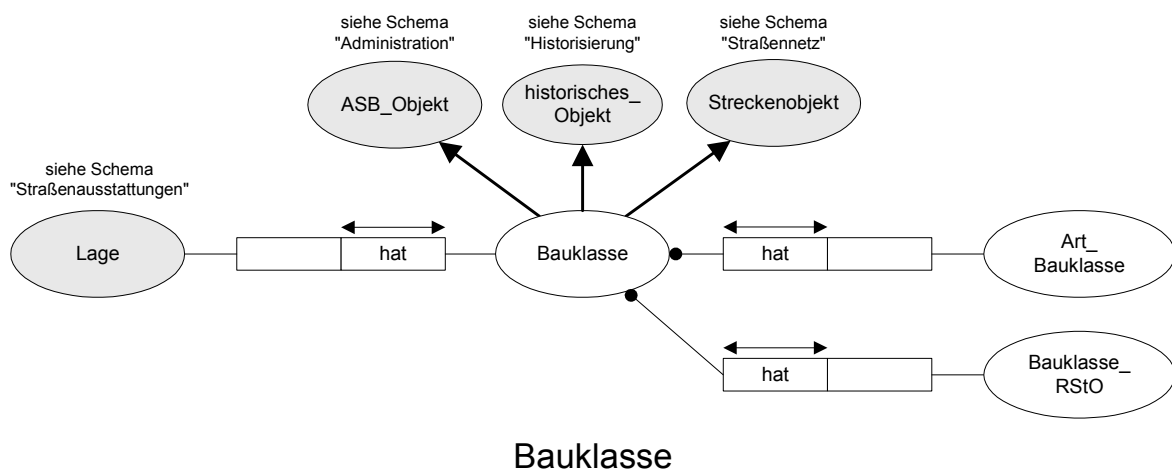 siehe Schema
"Administration"
siehe Schema
"Historisierung"
siehe Schema
"Straßennetz"
ASB_Objekt
historisches_
Objekt
Streckenobjekt
siehe Schema
"Straßenausstattungen"
Lage
hat
Bauklasse
hat
Art_
Bauklasse
hat
Bauklasse_
RStO
Bauklasse